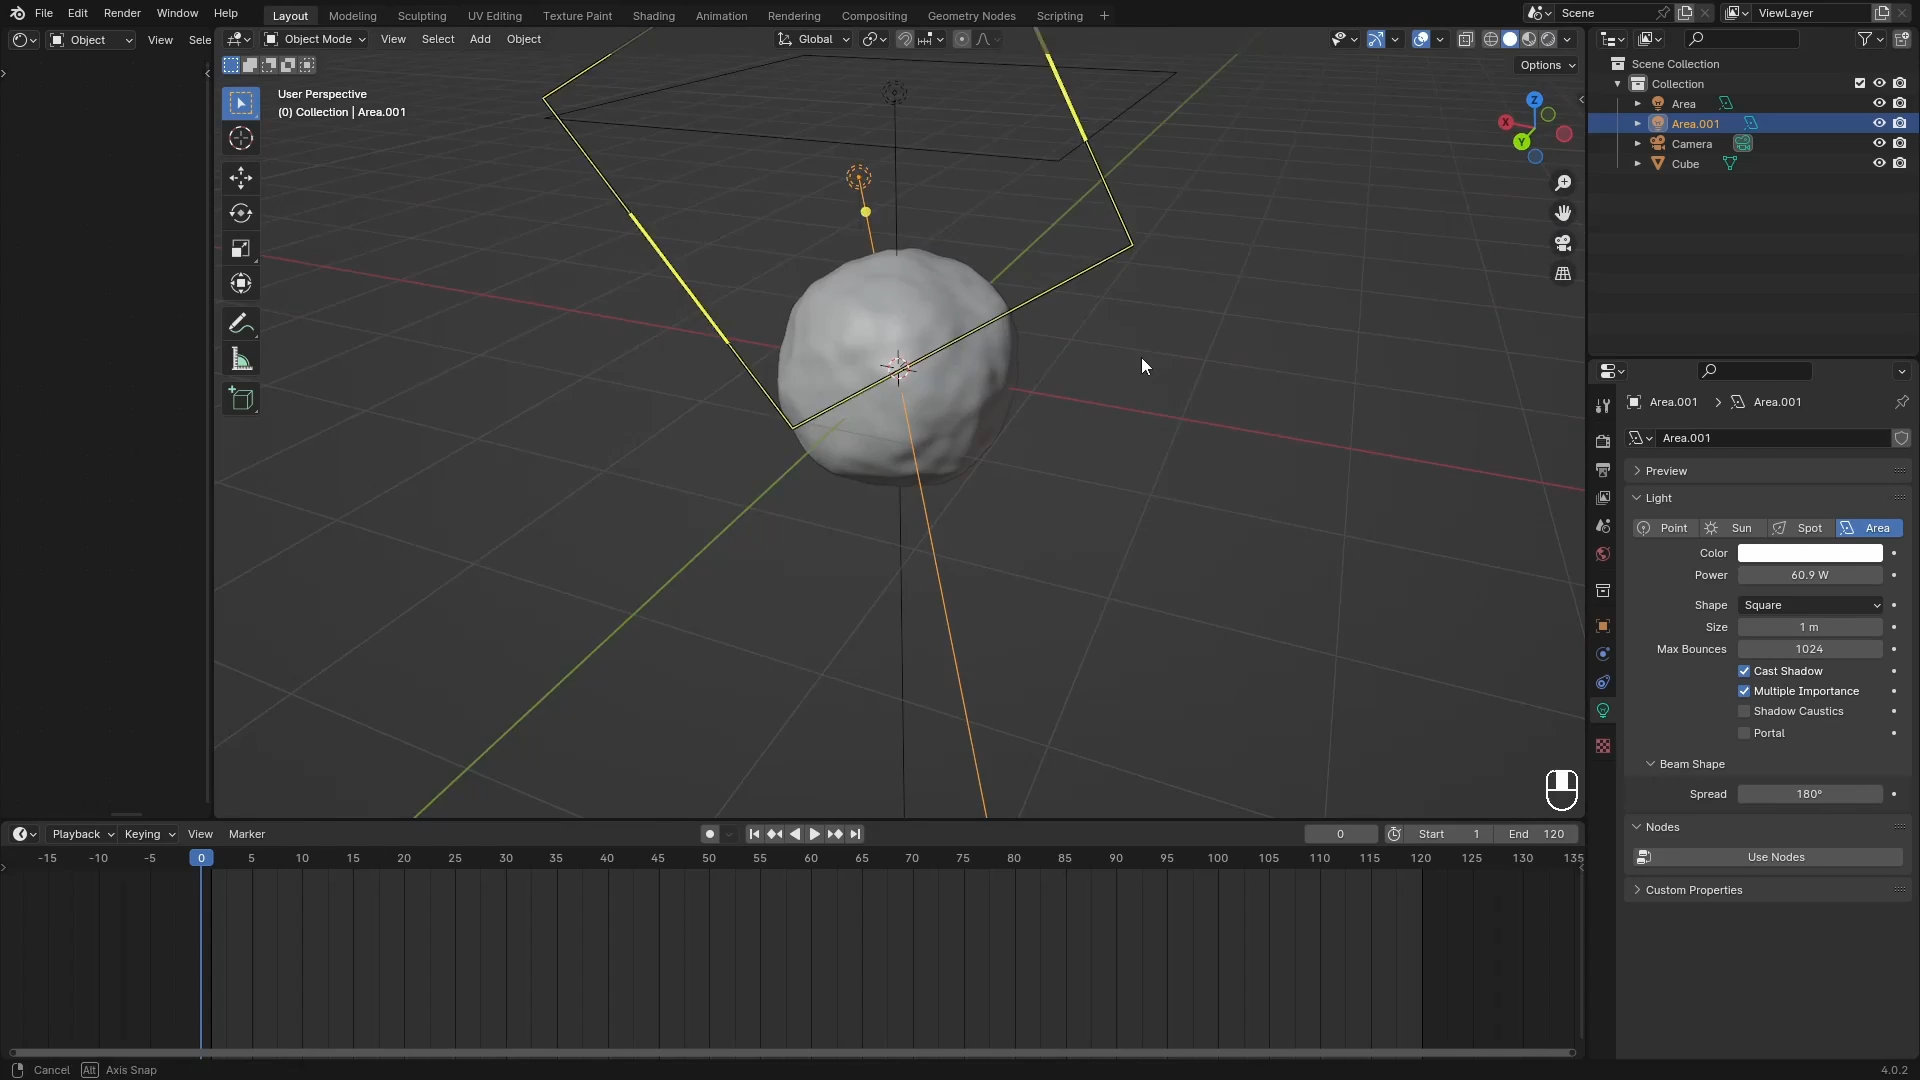 File Edit Render Window Help
Layout Modeling Sculpting UV Editing Texture Paint Shading Animation Rendering Compositing Geometry Nodes Scripting +
Scene
ViewLayer
Object View Sele
Object Mode View Select Add Object
Global
Options
User Perspective
(0) Collection | Area.001
Z
X
Y
Scene Collection
Collection
Area
Area.001
Camera
Cube
Area.001 > Area.001
Area.001
Preview
Light
Point Sun Spot Area
Color
Power 60.9 W
Shape Square
Size 1 m
Max Bounces 1024
Cast Shadow
Multiple Importance
Shadow Caustics
Portal
Beam Shape
Spread 180°
Nodes
Use Nodes
Custom Properties
Playback Keying View Marker
0 Start 1 End 120
-15 -10 -5 0 5 10 15 20 25 30 35 40 45 50 55 60 65 70 75 80 85 90 95 100 105 110 115 120 125 130 135
Cancel Alt Axis Snap
4.0.2